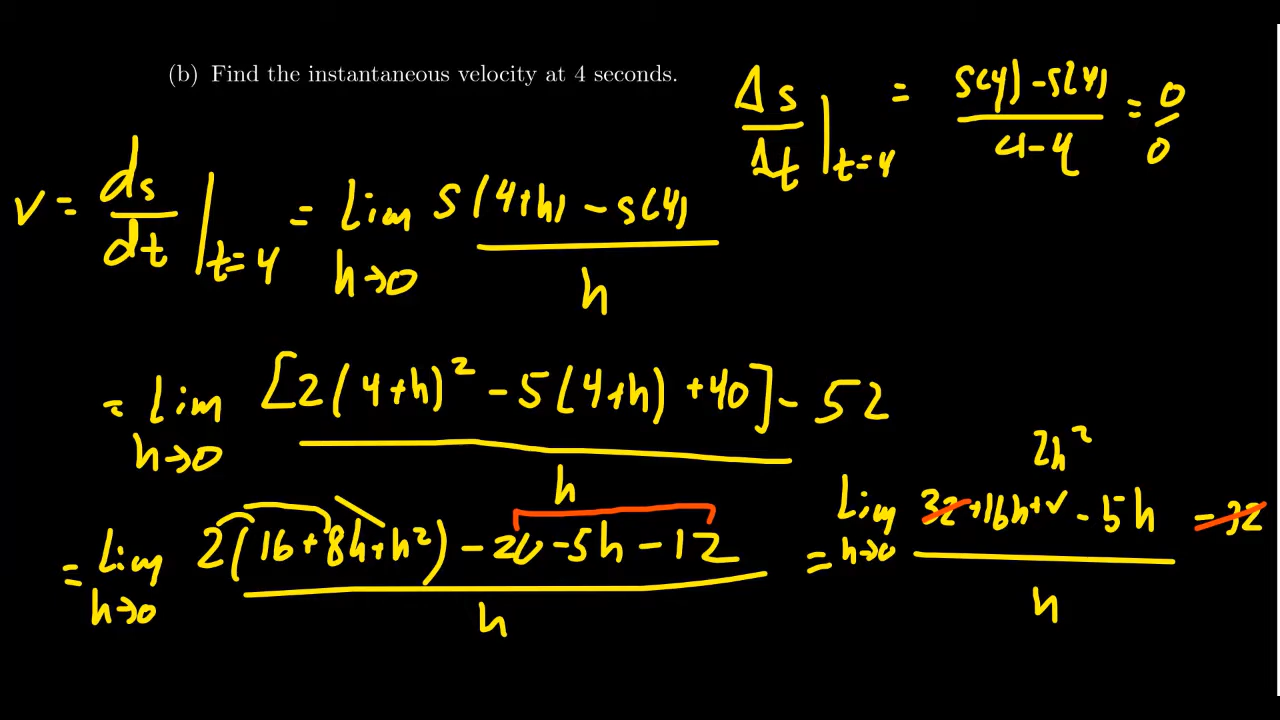 (b) Find the instantaneous velocity at 4 seconds.
Δs/Δt |t=4 = s(4) - s(4) / 4 - 4 = 0/0
v = ds/dt |t=4 = lim h→0 s(4+h) - s(4) / h
= lim h→0 [2(4+h)² - 5(4+h) + 40] - 52 / h
= lim h→0 2(16 + 8h + h²) - 20 - 5h - 12 / h
2h²
= lim h→0 32 + 16h + - 5h - 32 / h